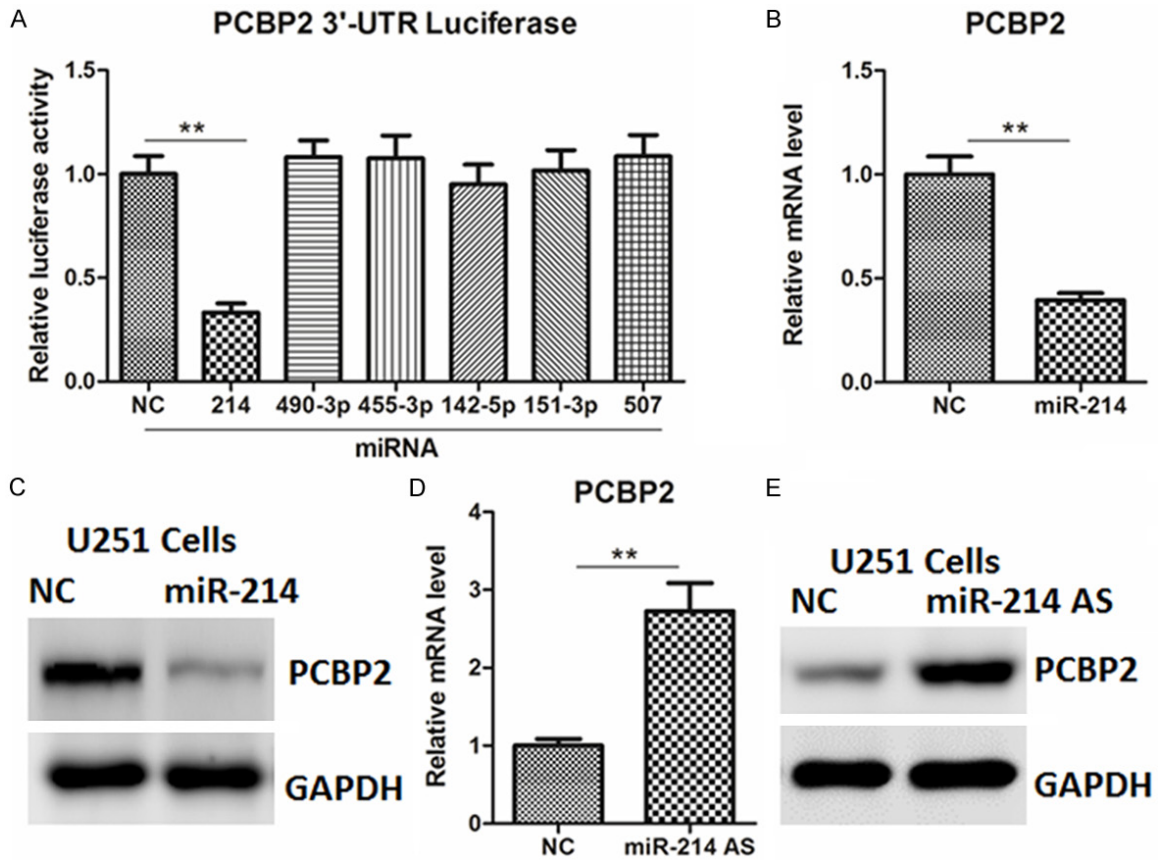 A
PCBP2 3'-UTR Luciferase
Relative luciferase activity
1.5
1.0
0.5
0.0
**
NC 214 490-3p 455-3p 142-5p 151-3p 507
miRNA
B
PCBP2
Relative mRNA level
1.5
1.0
0.5
0.0
**
NC miR-214
C
U251 Cells
NC miR-214
PCBP2
GAPDH
D
PCBP2
Relative mRNA level
4
3
2
1
0
**
NC miR-214 AS
E
U251 Cells
NC miR-214 AS
PCBP2
GAPDH